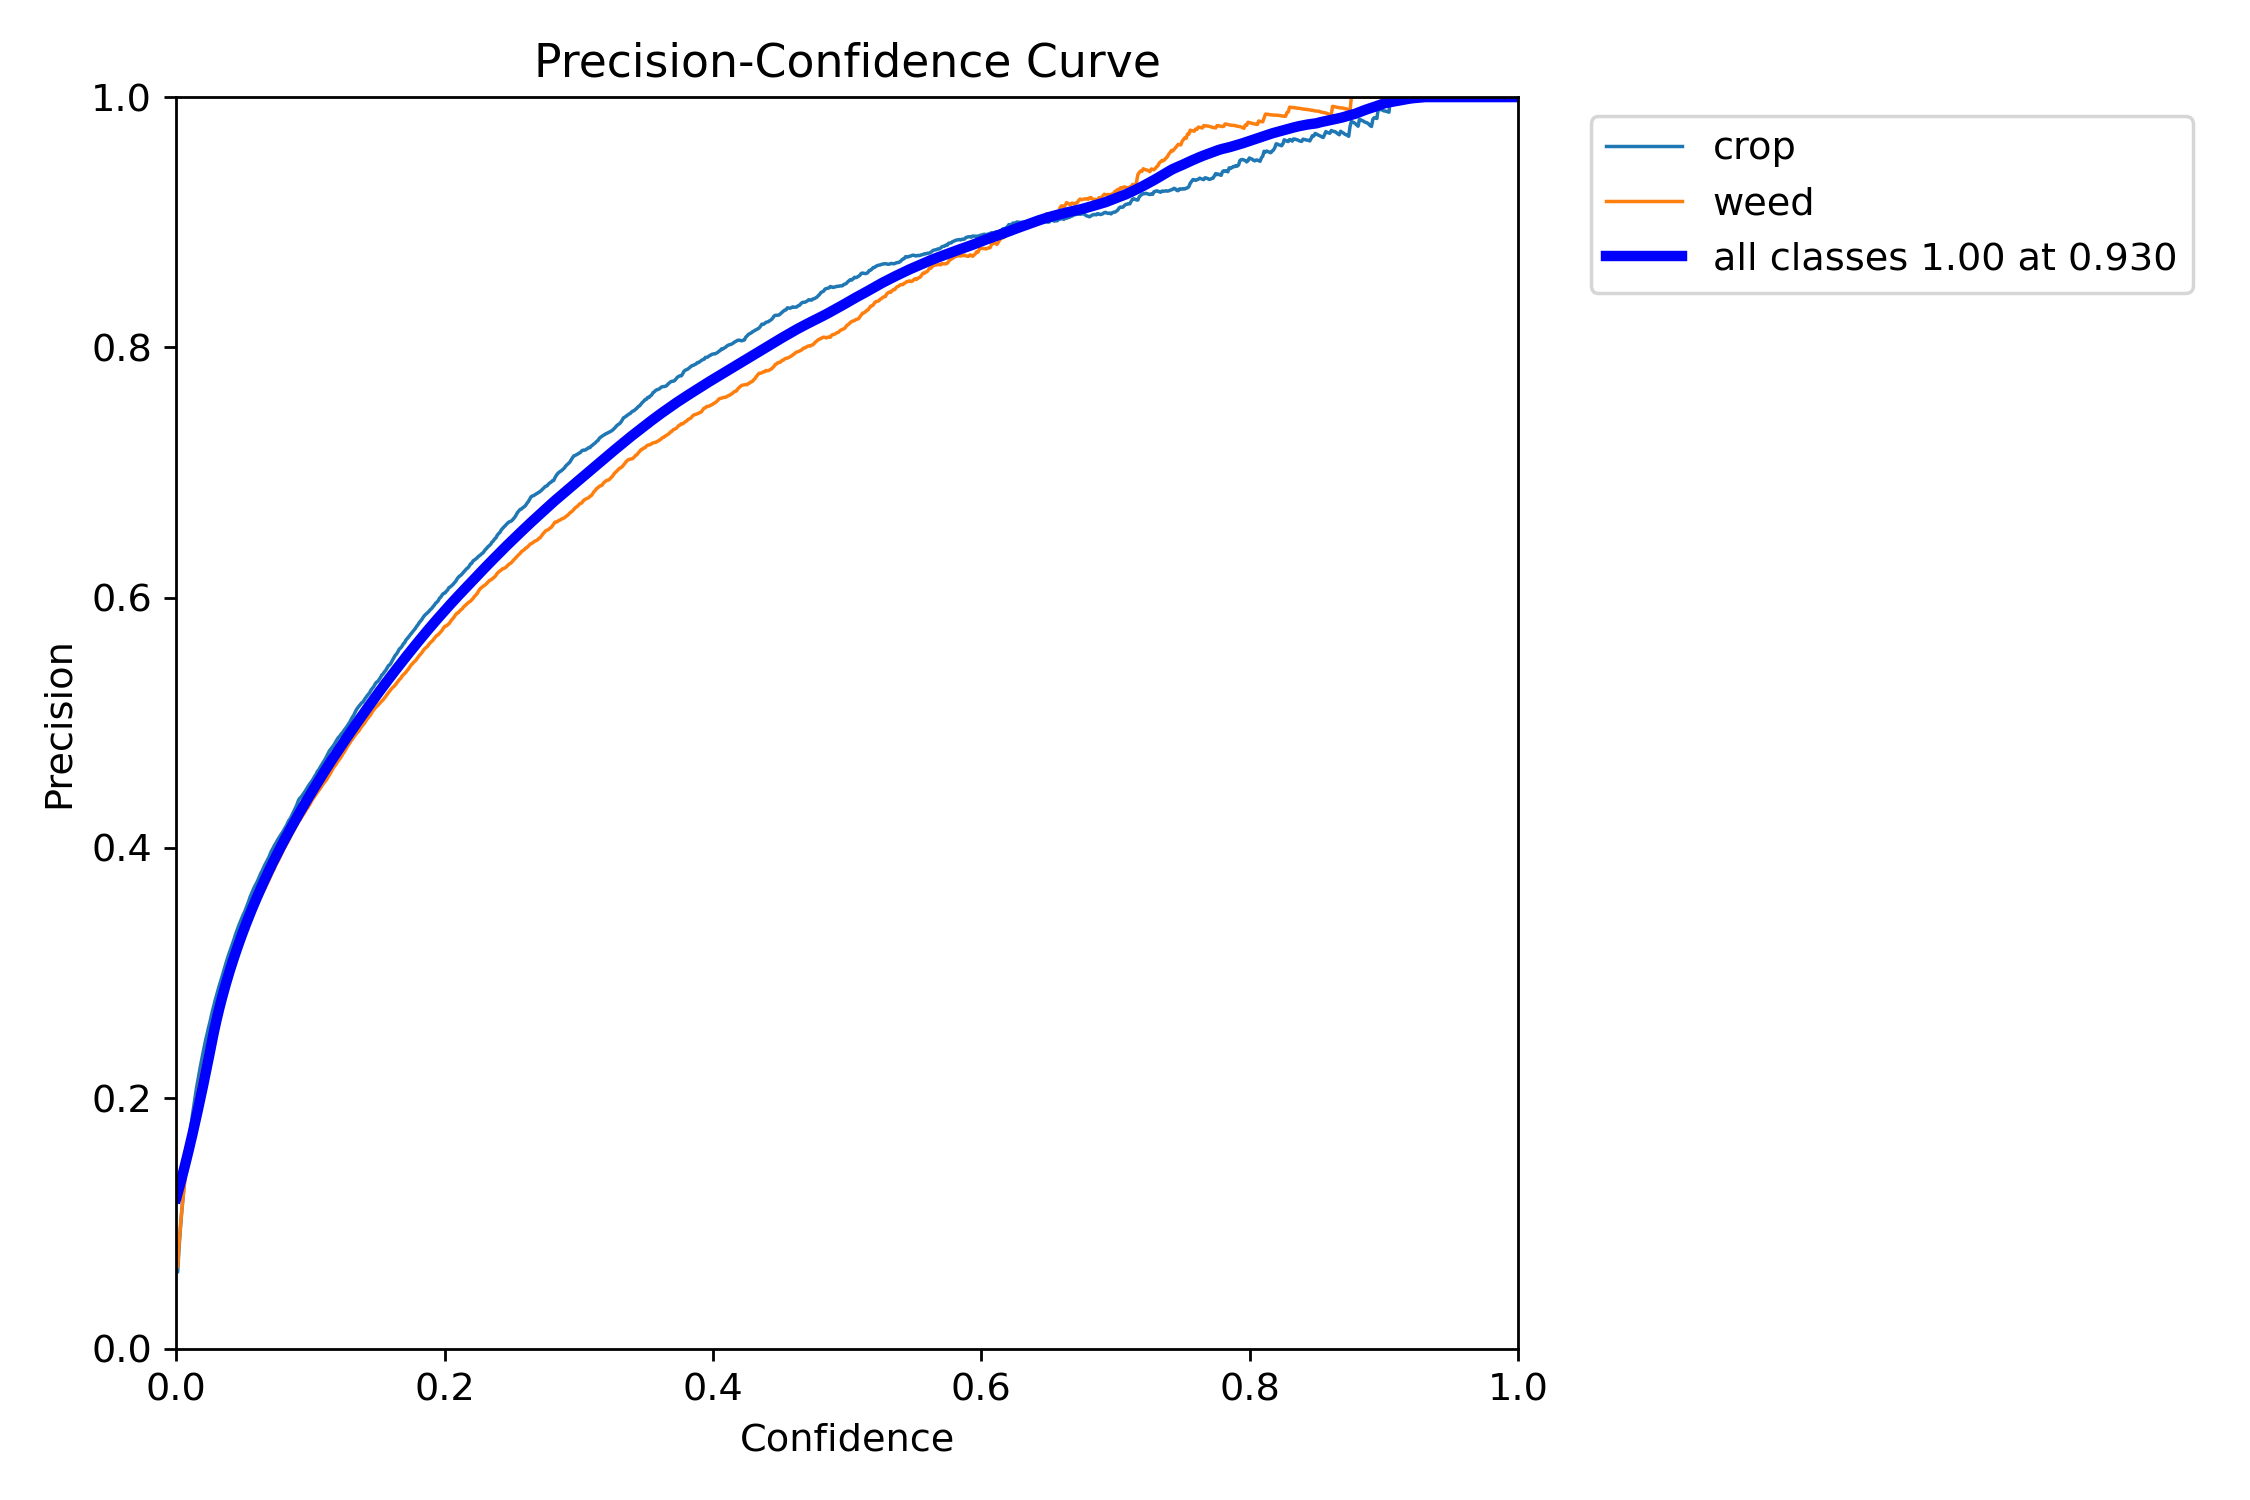 Precision-Confidence Curve
1.0
0.8
0.6
0.4
0.2
0.0
Precision
0.0 0.2 0.4 0.6 0.8 1.0
Confidence
crop
weed
all classes 1.00 at 0.930